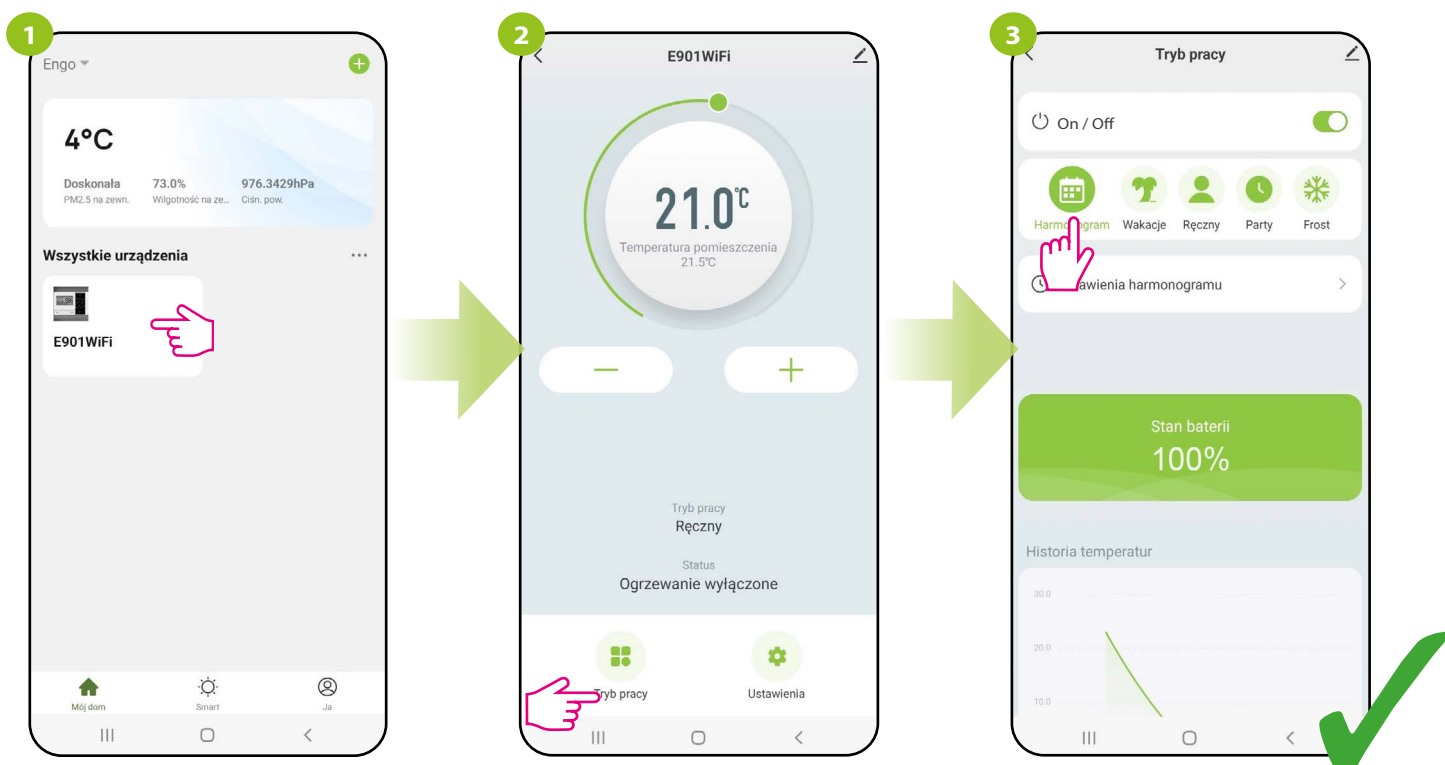 1
Engo
4°C
Doskonała 73.0% 976.3429hPa
PM2.5 na zewn. Wilgotność na ze... Ciśn. pow.
Wszystkie urządzenia
E901WiFi
Mój dom Smart Ja
2
E901WiFi
21.0°C
Temperatura pomieszczenia
21.5°C
Tryb pracy
Ręczny
Status
Ogrzewanie wyłączone
Tryb pracy Ustawienia
3
Tryb pracy
On / Off
Wakacje Ręczny Party Frost
harmonogramu
Stan baterii
100%
Historia temperatur
30.0
20.0
10.0